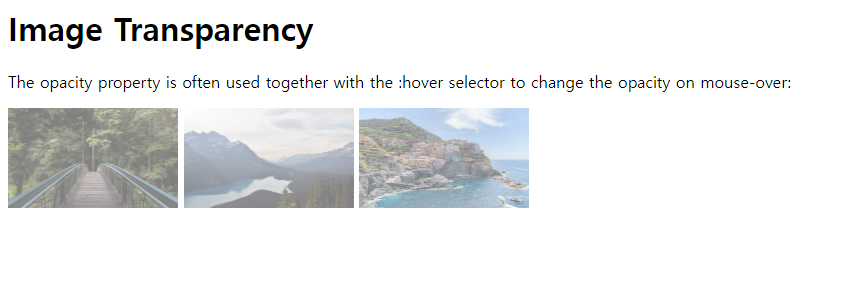 Image Transparency
The opacity property is often used together with the :hover selector to change the opacity on mouse-over: